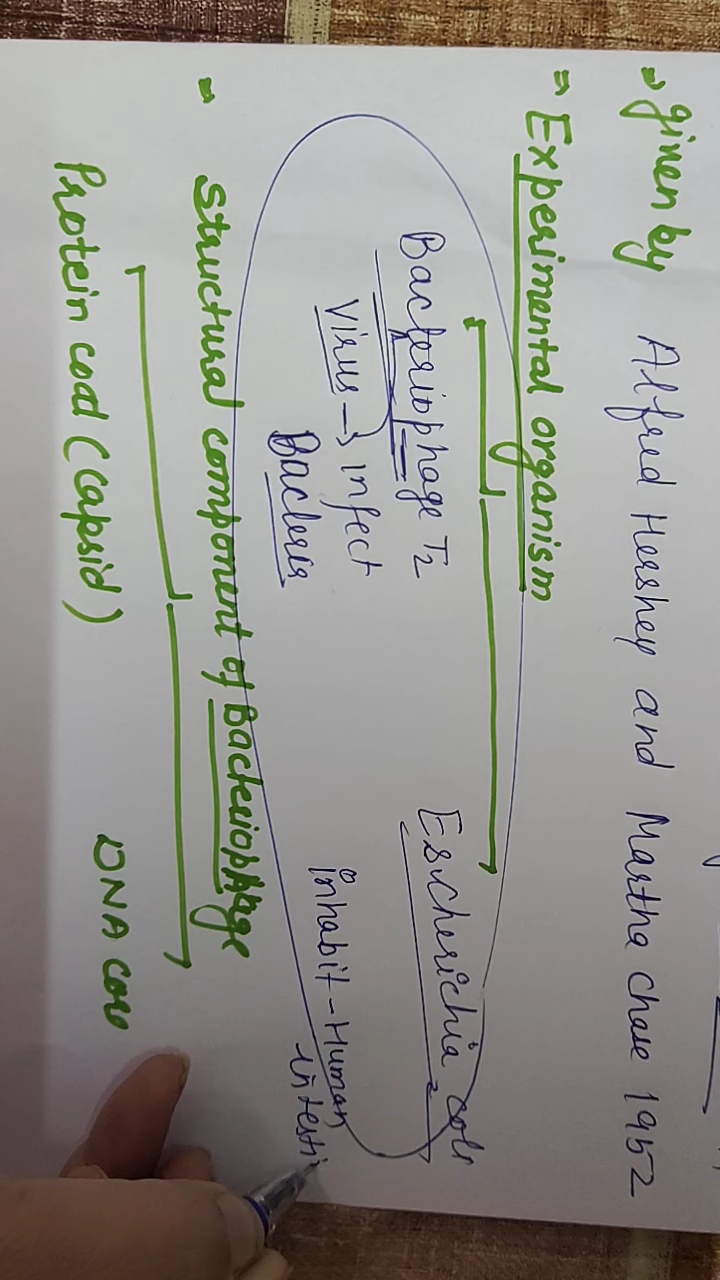 ⇒ given by Alfred Hershey and Martha Chase 1952
⇒ Experimental organism
Bacteriophage T2
Escherichia coli
Virus → infect
Bacteria
inhabit - Human
intesti
= structural component of Bacteriophage
Protein coat (Capsid)
DNA core